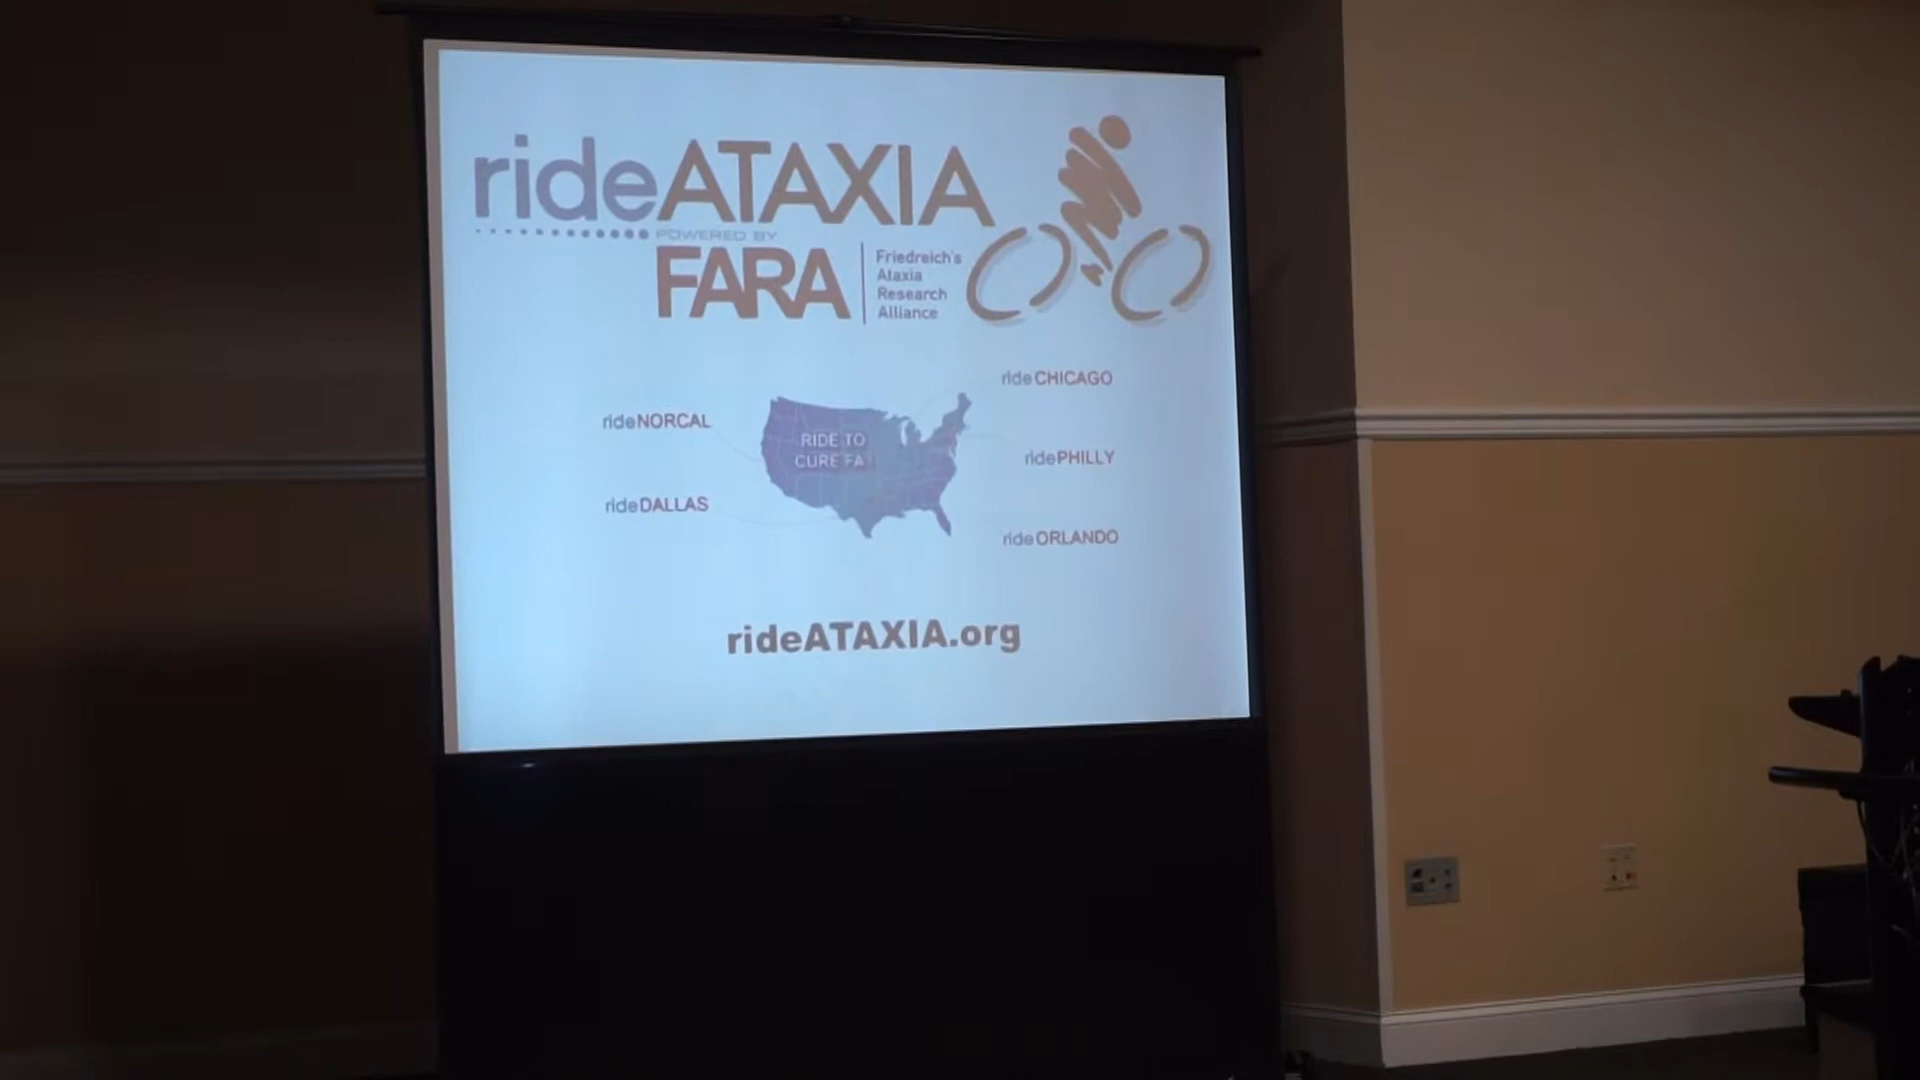 rideATAXIA
POWERED BY
FARA
Friedreich's
Ataxia
Research
Alliance
rideCHICAGO
rideNORCAL
RIDE TO
CURE FA
ridePHILLY
rideDALLAS
rideORLANDO
rideATAXIA.org